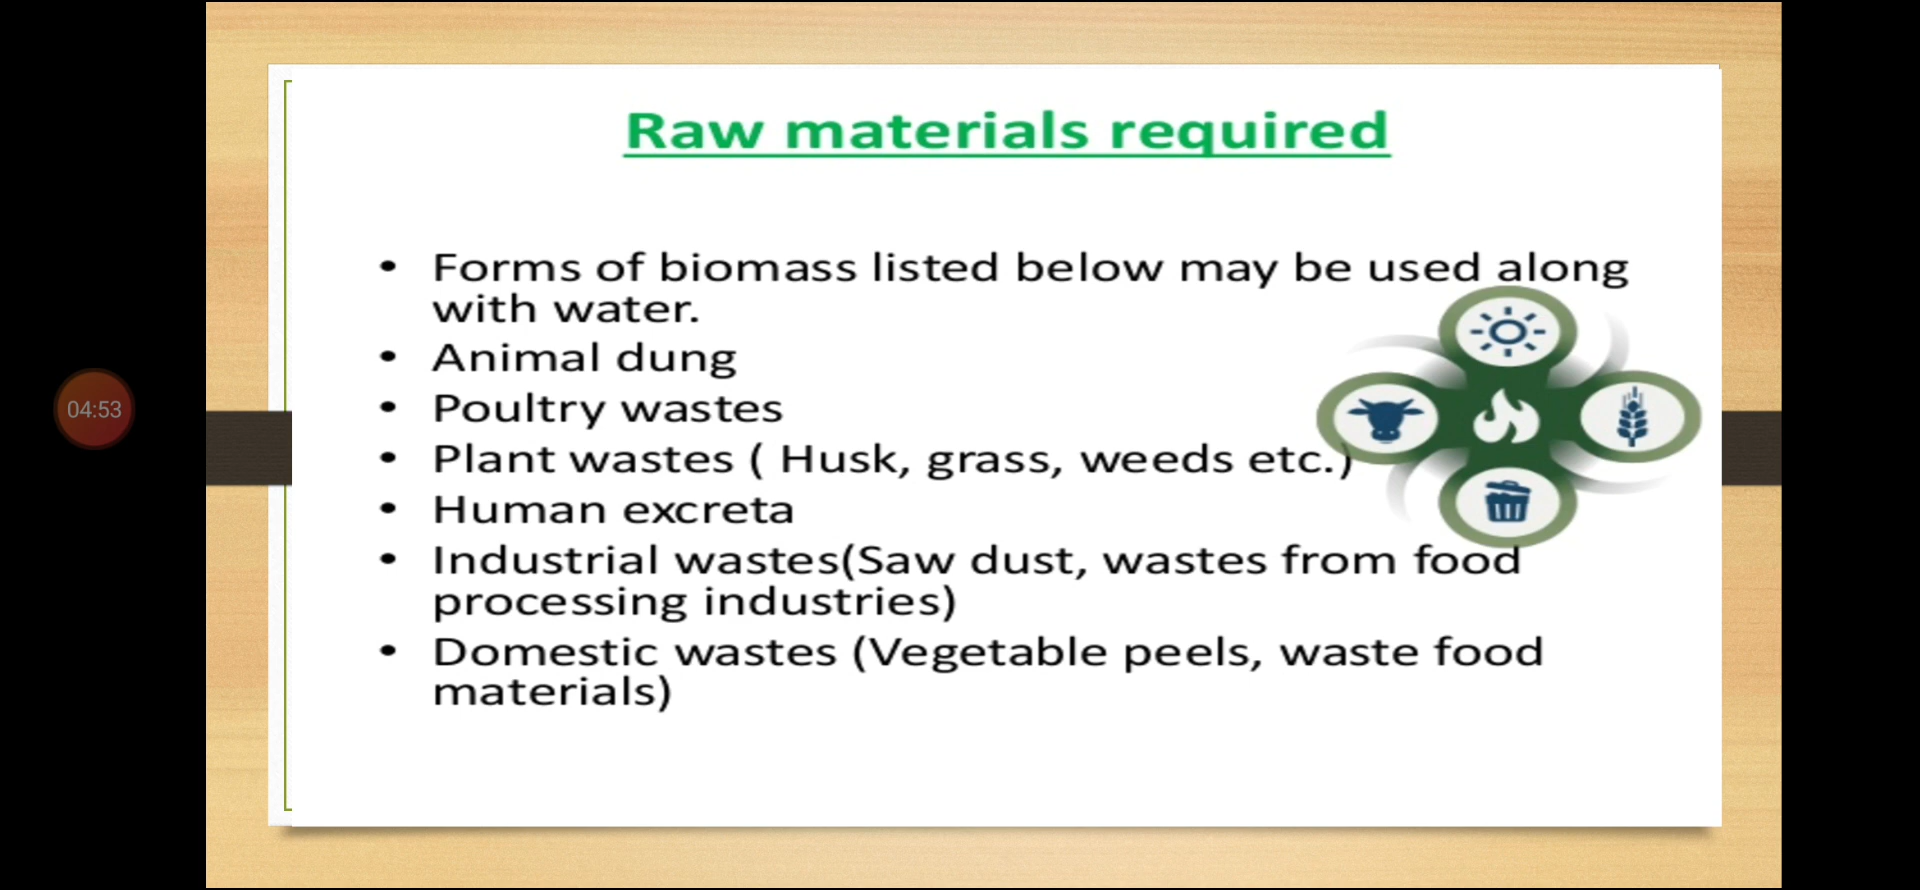 Raw materials required
• Forms of biomass listed below may be used along
with water.
• Animal dung
• Poultry wastes
• Plant wastes ( Husk, grass, weeds etc.)
• Human excreta
• Industrial wastes(Saw dust, wastes from food
processing industries)
• Domestic wastes (Vegetable peels, waste food
materials)
04:53